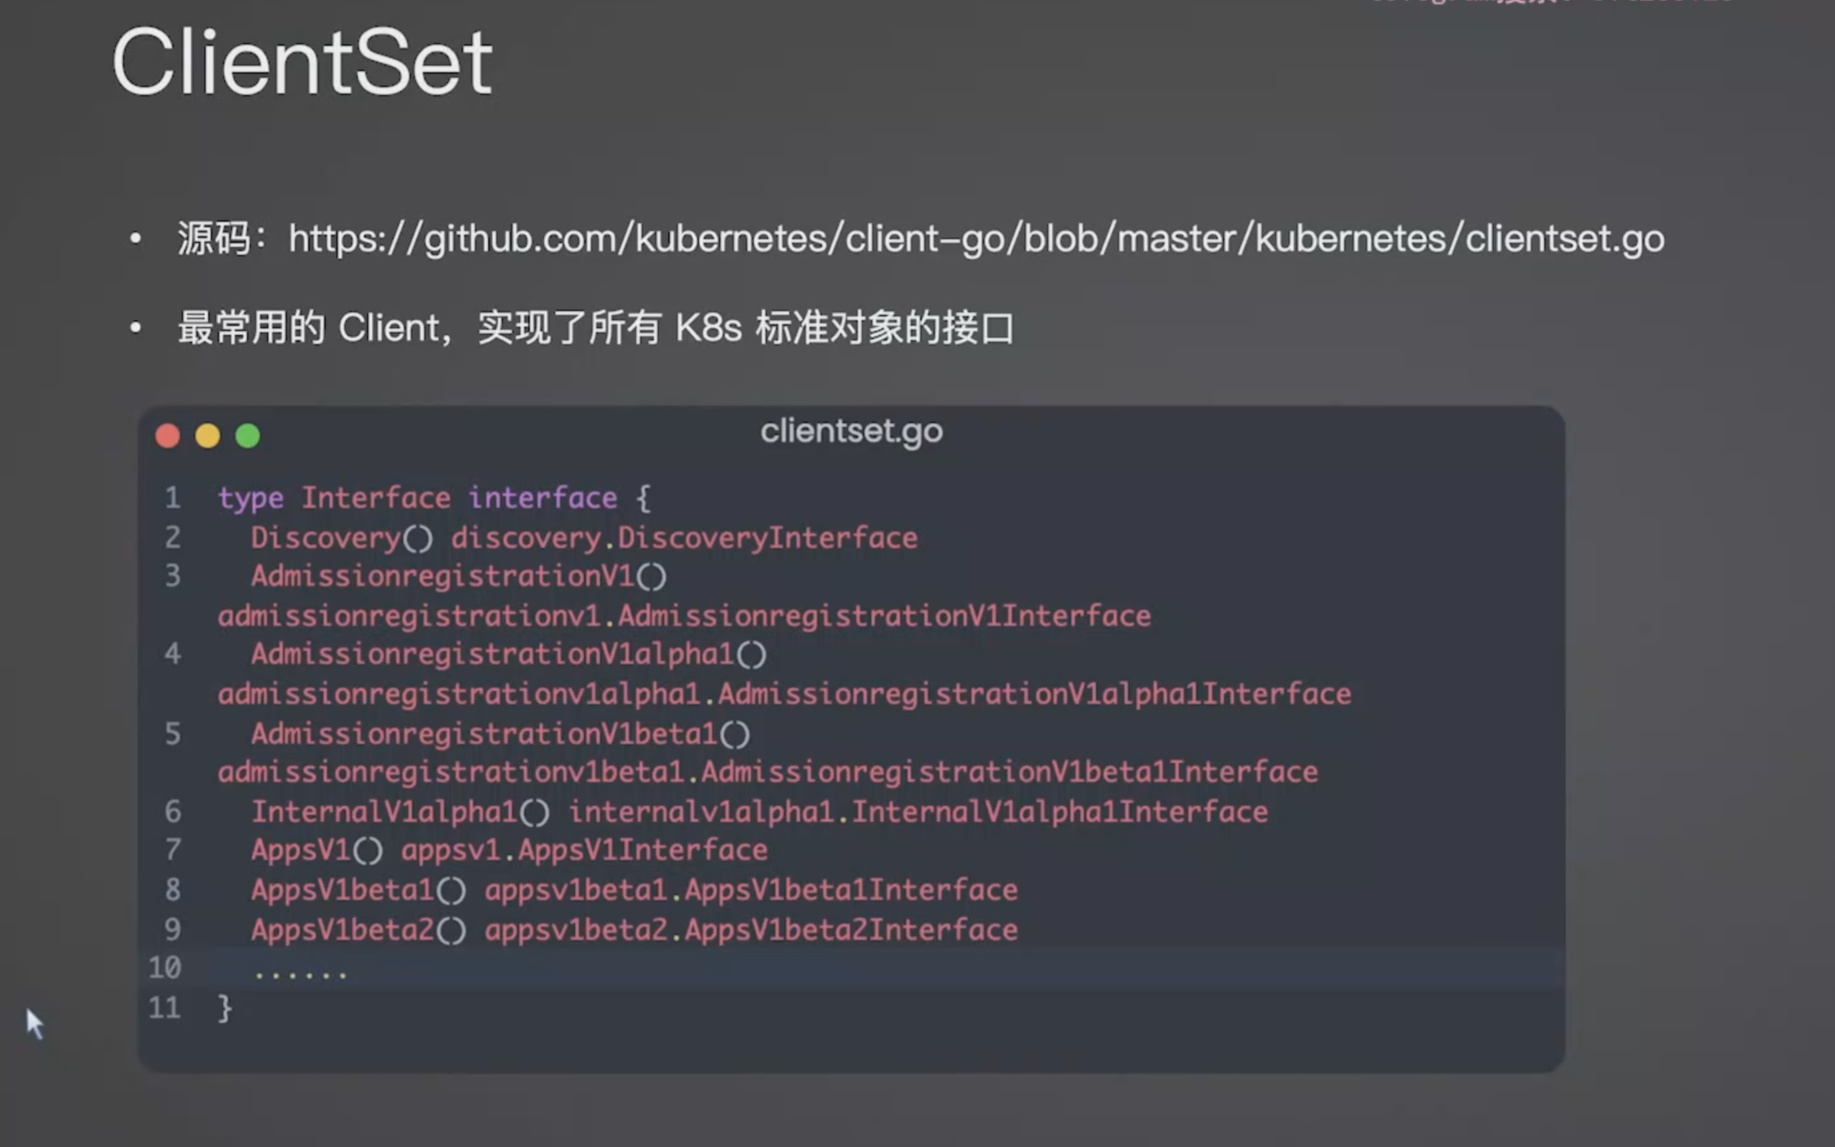 ClientSet
• 源码：https://github.com/kubernetes/client-go/blob/master/kubernetes/clientset.go
• 最常用的 Client，实现了所有 K8s 标准对象的接口
clientset.go
1 type Interface interface {
2 Discovery() discovery.DiscoveryInterface
3 AdmissionregistrationV1()
admissionregistrationv1.AdmissionregistrationV1Interface
4 AdmissionregistrationV1alpha1()
admissionregistrationv1alpha1.AdmissionregistrationV1alpha1Interface
5 AdmissionregistrationV1beta1()
admissionregistrationv1beta1.AdmissionregistrationV1beta1Interface
6 InternalV1alpha1() internalv1alpha1.InternalV1alpha1Interface
7 AppsV1() appsv1.AppsV1Interface
8 AppsV1beta1() appsv1beta1.AppsV1beta1Interface
9 AppsV1beta2() appsv1beta2.AppsV1beta2Interface
10 ......
11 }